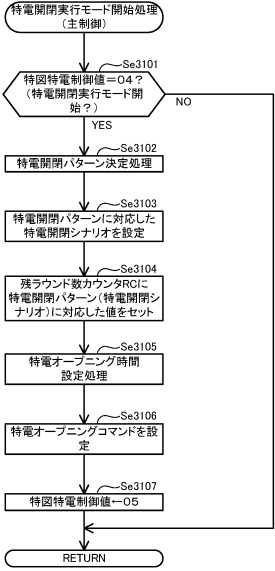 特電開閉実行モード開始処理
(主制御)
Se3101
特図特電制御値=04?
(特電開閉実行モード開
始?)
NO
YES
Se3102
特電開閉パターン決定処理
Se3103
特電開閉パターンに対応した
特電開閉シナリオを設定
Se3104
残ラウンド数カウンタRCに
特電開閉パターン(特電開閉シ
ナリオ)に対応した値をセット
Se3105
特電オープニング時間
設定処理
Se3106
特電オープニングコマンドを設
定
Se3107
特図特電制御値←05
RETURN